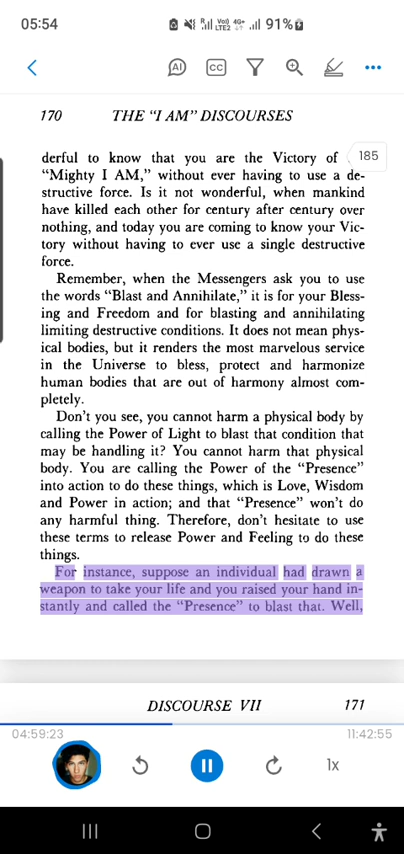 05:54
R
Vo))
LTE2
4G+
91%
AI
CC
170 THE “I AM” DISCOURSES
185
derful to know that you are the Victory of
“Mighty I AM,” without ever having to use a de-
structive force. Is it not wonderful, when mankind
have killed each other for century after century over
nothing, and today you are coming to know your Vic-
tory without having to ever use a single destructive
force.
Remember, when the Messengers ask you to use
the words “Blast and Annihilate,” it is for your Bless-
ing and Freedom and for blasting and annihilating
limiting destructive conditions. It does not mean phys-
ical bodies, but it renders the most marvelous service
in the Universe to bless, protect and harmonize
human bodies that are out of harmony almost com-
pletely.
Don’t you see, you cannot harm a physical body by
calling the Power of Light to blast that condition that
may be handling it? You cannot harm that physical
body. You are calling the Power of the “Presence”
into action to do these things, which is Love, Wisdom
and Power in action; and that “Presence” won’t do
any harmful thing. Therefore, don’t hesitate to use
these terms to release Power and Feeling to do these
things.
For instance, suppose an individual had drawn a
weapon to take your life and you raised your hand in-
stantly and called the “Presence” to blast that. Well,
DISCOURSE VII 171
04:59:23 11:42:55
1x